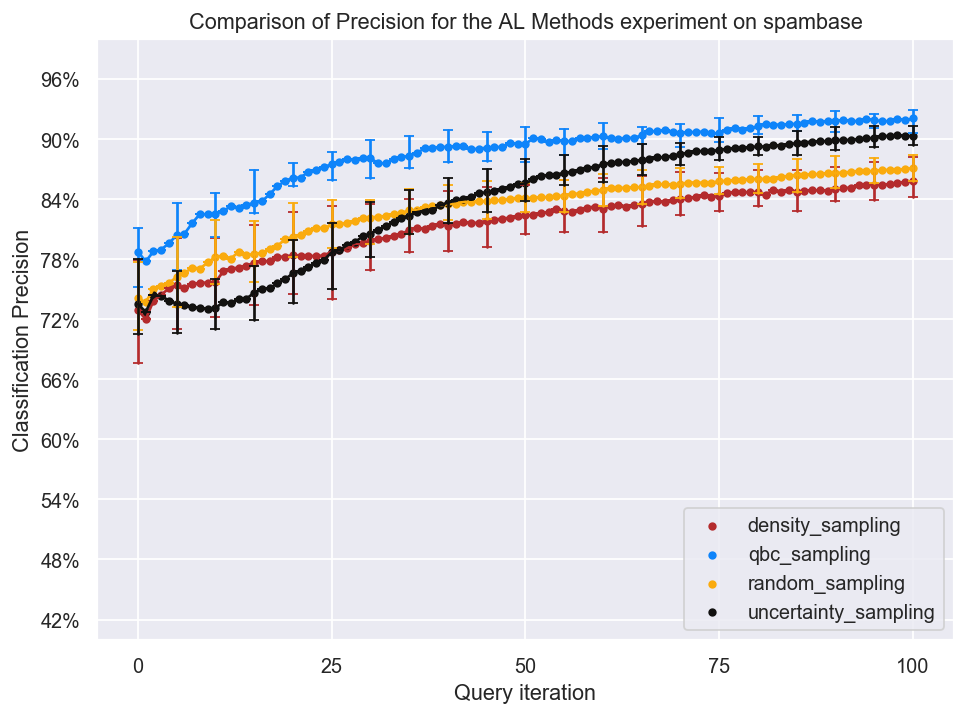 Comparison of Precision for the AL Methods experiment on spambase
96%
90%
84%
78%
72%
66%
60%
54%
48%
42%
Classification Precision
density_sampling
qbc_sampling
random_sampling
uncertainty_sampling
0 25 50 75 100
Query iteration